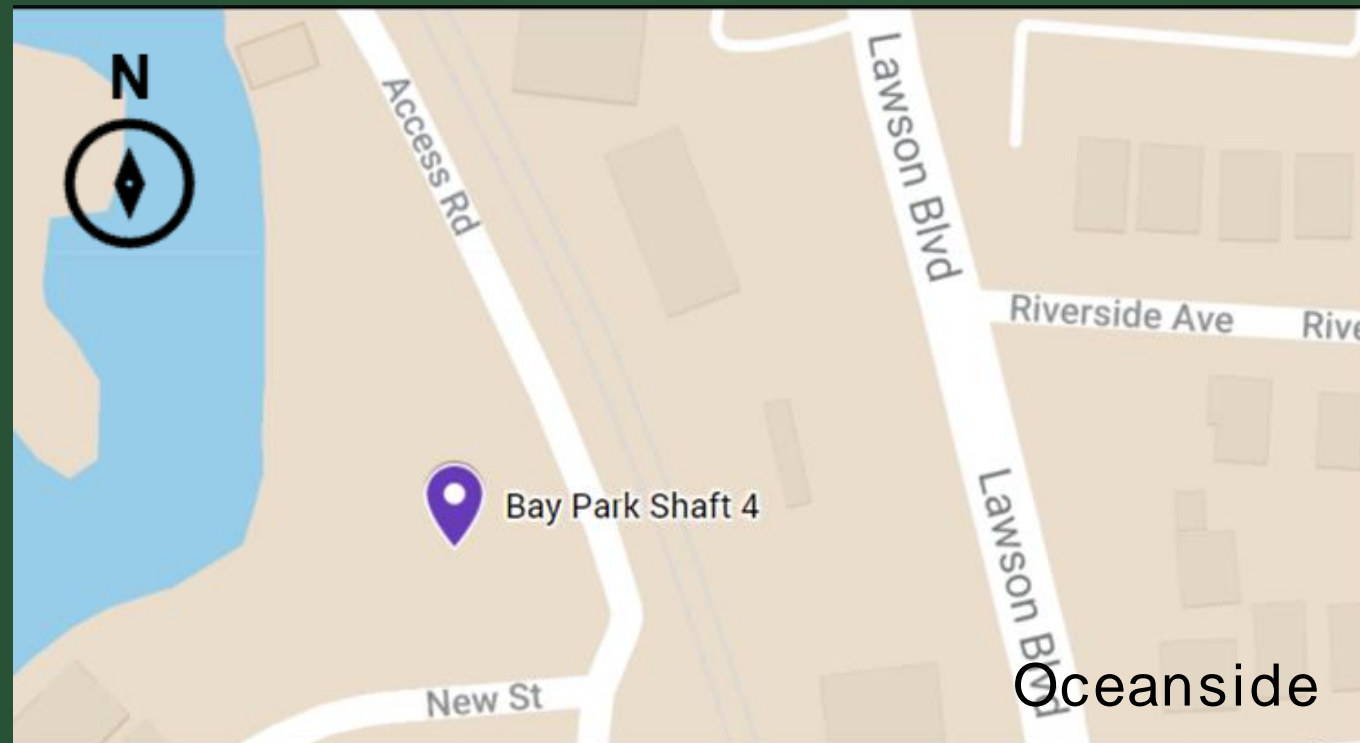 N
Access Rd
Lawson Blvd
Riverside Ave
Rive
Bay Park Shaft 4
Lawson Blvd
Oceanside
New St